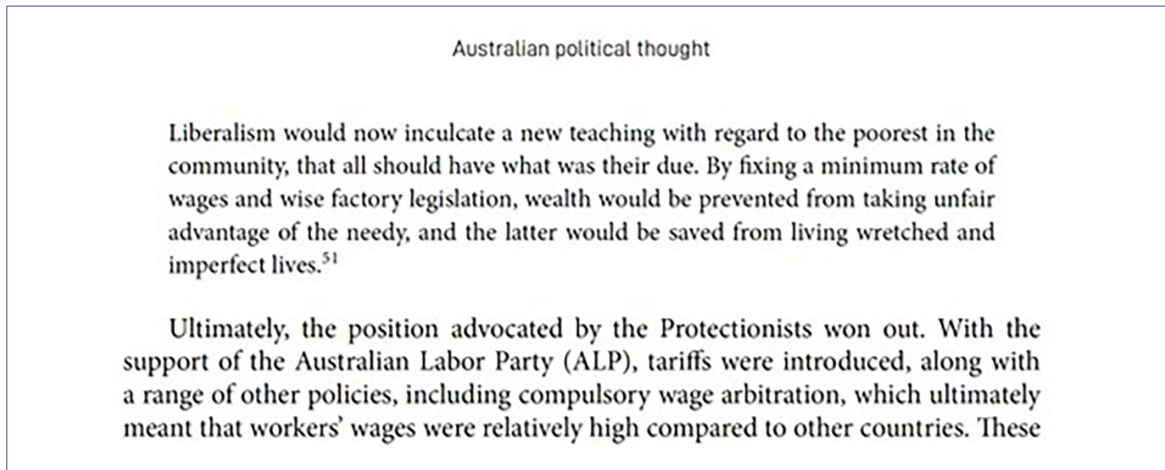 Australian political thought
Liberalism would now inculcate a new teaching with regard to the poorest in the
community, that all should have what was their due. By fixing a minimum rate of
wages and wise factory legislation, wealth would be prevented from taking unfair
advantage of the needy, and the latter would be saved from living wretched and
imperfect lives.51
Ultimately, the position advocated by the Protectionists won out. With the
support of the Australian Labor Party (ALP), tariffs were introduced, along with
a range of other policies, including compulsory wage arbitration, which ultimately
meant that workers' wages were relatively high compared to other countries. These